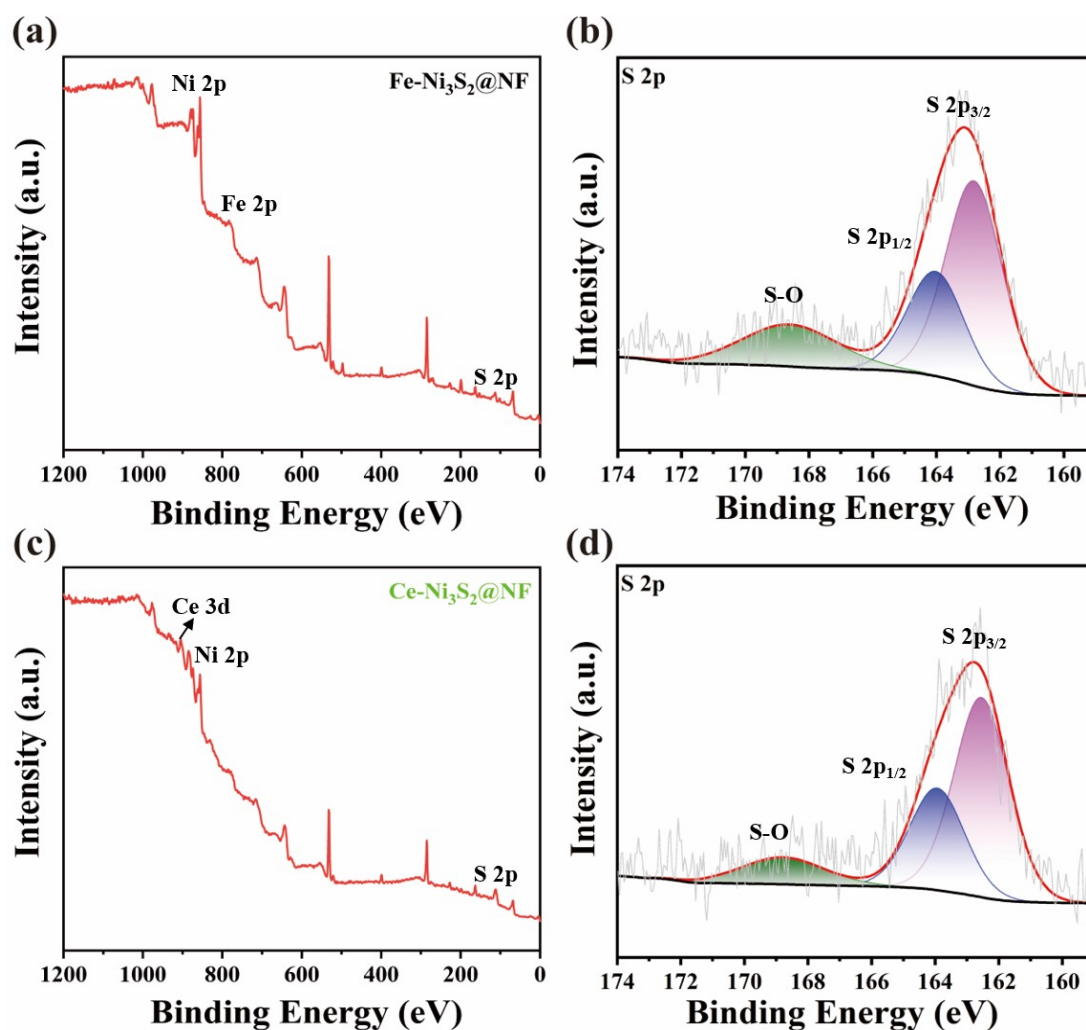 (a)
Fe-Ni₃S₂@NF
Ni 2p
Fe 2p
S 2p
Intensity (a.u.)
1200 1000 800 600 400 200 0
Binding Energy (eV)
(b)
S 2p
S 2p₃/₂
S 2p₁/₂
S-O
Intensity (a.u.)
174 172 170 168 166 164 162 160
Binding Energy (eV)
(c)
Ce-Ni₃S₂@NF
Ce 3d
Ni 2p
S 2p
Intensity (a.u.)
1200 1000 800 600 400 200 0
Binding Energy (eV)
(d)
S 2p
S 2p₃/₂
S 2p₁/₂
S-O
Intensity (a.u.)
174 172 170 168 166 164 162 160
Binding Energy (eV)